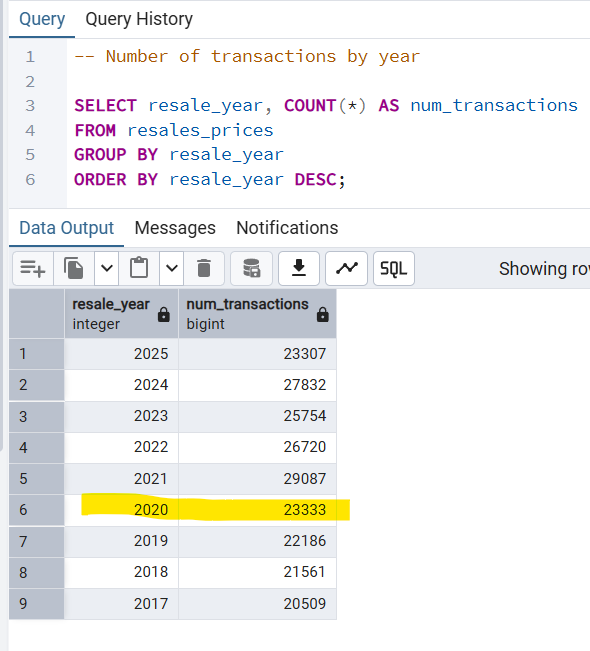 Query Query History
1 -- Number of transactions by year
2
3 SELECT resale_year, COUNT(*) AS num_transactions
4 FROM resales_prices
5 GROUP BY resale_year
6 ORDER BY resale_year DESC;
Data Output Messages Notifications
SQL Showing
resale_year num_transactions
integer bigint
1 2025 23307
2 2024 27832
3 2023 25754
4 2022 26720
5 2021 29087
6 2020 23333
7 2019 22186
8 2018 21561
9 2017 20509